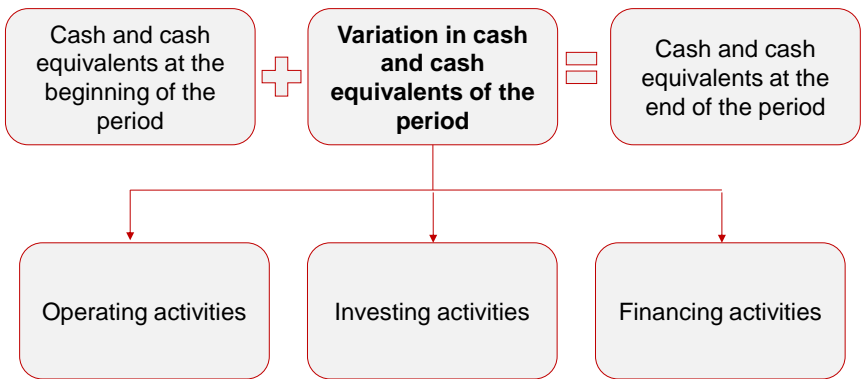 Cash and cash
equivalents at the
beginning of the
period
Variation in cash
and cash
equivalents of the
period
Cash and cash
equivalents at the
end of the period
Operating activities
Investing activities
Financing activities